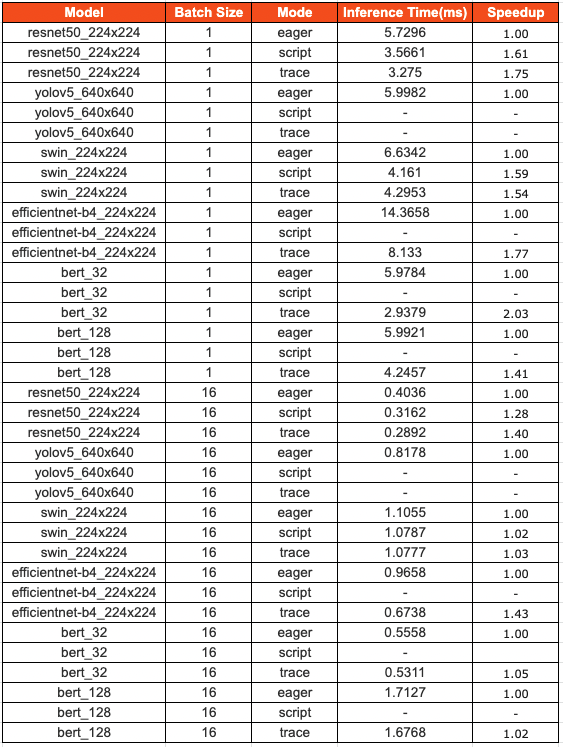 Model Batch Size Mode Inference Time(ms) Speedup
resnet50_224x224 1 eager 5.7296 1.00
resnet50_224x224 1 script 3.5661 1.61
resnet50_224x224 1 trace 3.275 1.75
yolov5_640x640 1 eager 5.9982 1.00
yolov5_640x640 1 script - -
yolov5_640x640 1 trace - -
swin_224x224 1 eager 6.6342 1.00
swin_224x224 1 script 4.161 1.59
swin_224x224 1 trace 4.2953 1.54
efficientnet-b4_224x224 1 eager 14.3658 1.00
efficientnet-b4_224x224 1 script - -
efficientnet-b4_224x224 1 trace 8.133 1.77
bert_32 1 eager 5.9784 1.00
bert_32 1 script - -
bert_32 1 trace 2.9379 2.03
bert_128 1 eager 5.9921 1.00
bert_128 1 script - -
bert_128 1 trace 4.2457 1.41
resnet50_224x224 16 eager 0.4036 1.00
resnet50_224x224 16 script 0.3162 1.28
resnet50_224x224 16 trace 0.2892 1.40
yolov5_640x640 16 eager 0.8178 1.00
yolov5_640x640 16 script - -
yolov5_640x640 16 trace - -
swin_224x224 16 eager 1.1055 1.00
swin_224x224 16 script 1.0787 1.02
swin_224x224 16 trace 1.0777 1.03
efficientnet-b4_224x224 16 eager 0.9658 1.00
efficientnet-b4_224x224 16 script - -
efficientnet-b4_224x224 16 trace 0.6738 1.43
bert_32 16 eager 0.5558 1.00
bert_32 16 script -
bert_32 16 trace 0.5311 1.05
bert_128 16 eager 1.7127 1.00
bert_128 16 script - -
bert_128 16 trace 1.6768 1.02